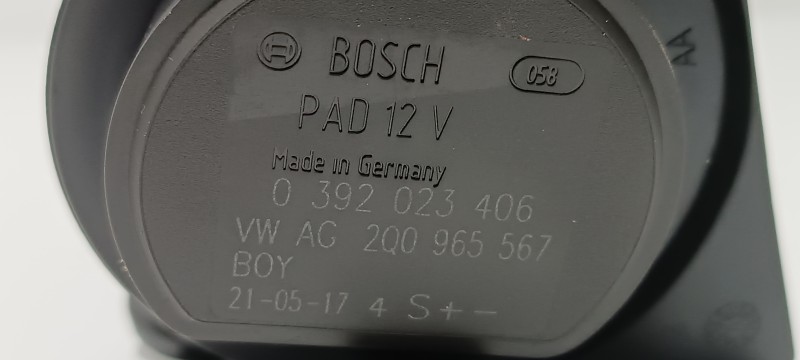 BOSCH
058
PAD 12 V
Made in Germany
0 392 023 406
VW AG 2Q0 965 567
BOY
21-05-17 4 S+-
AA